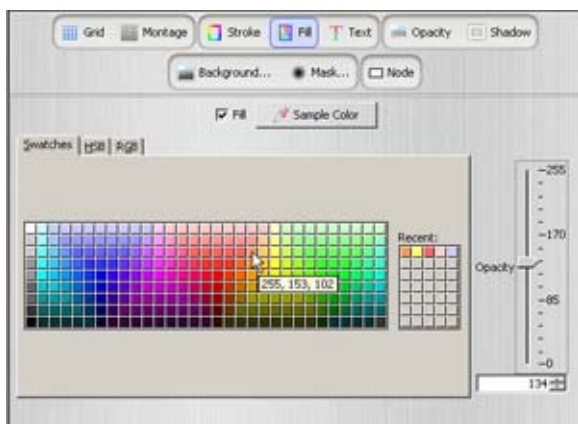 Grid Montage Stroke Fill Text Opacity Shadow
Background... Mask... Node
Fill Sample Color
Swatches HSB RGB
255
170
Recent:
Opacity
255, 153, 102
85
0
134